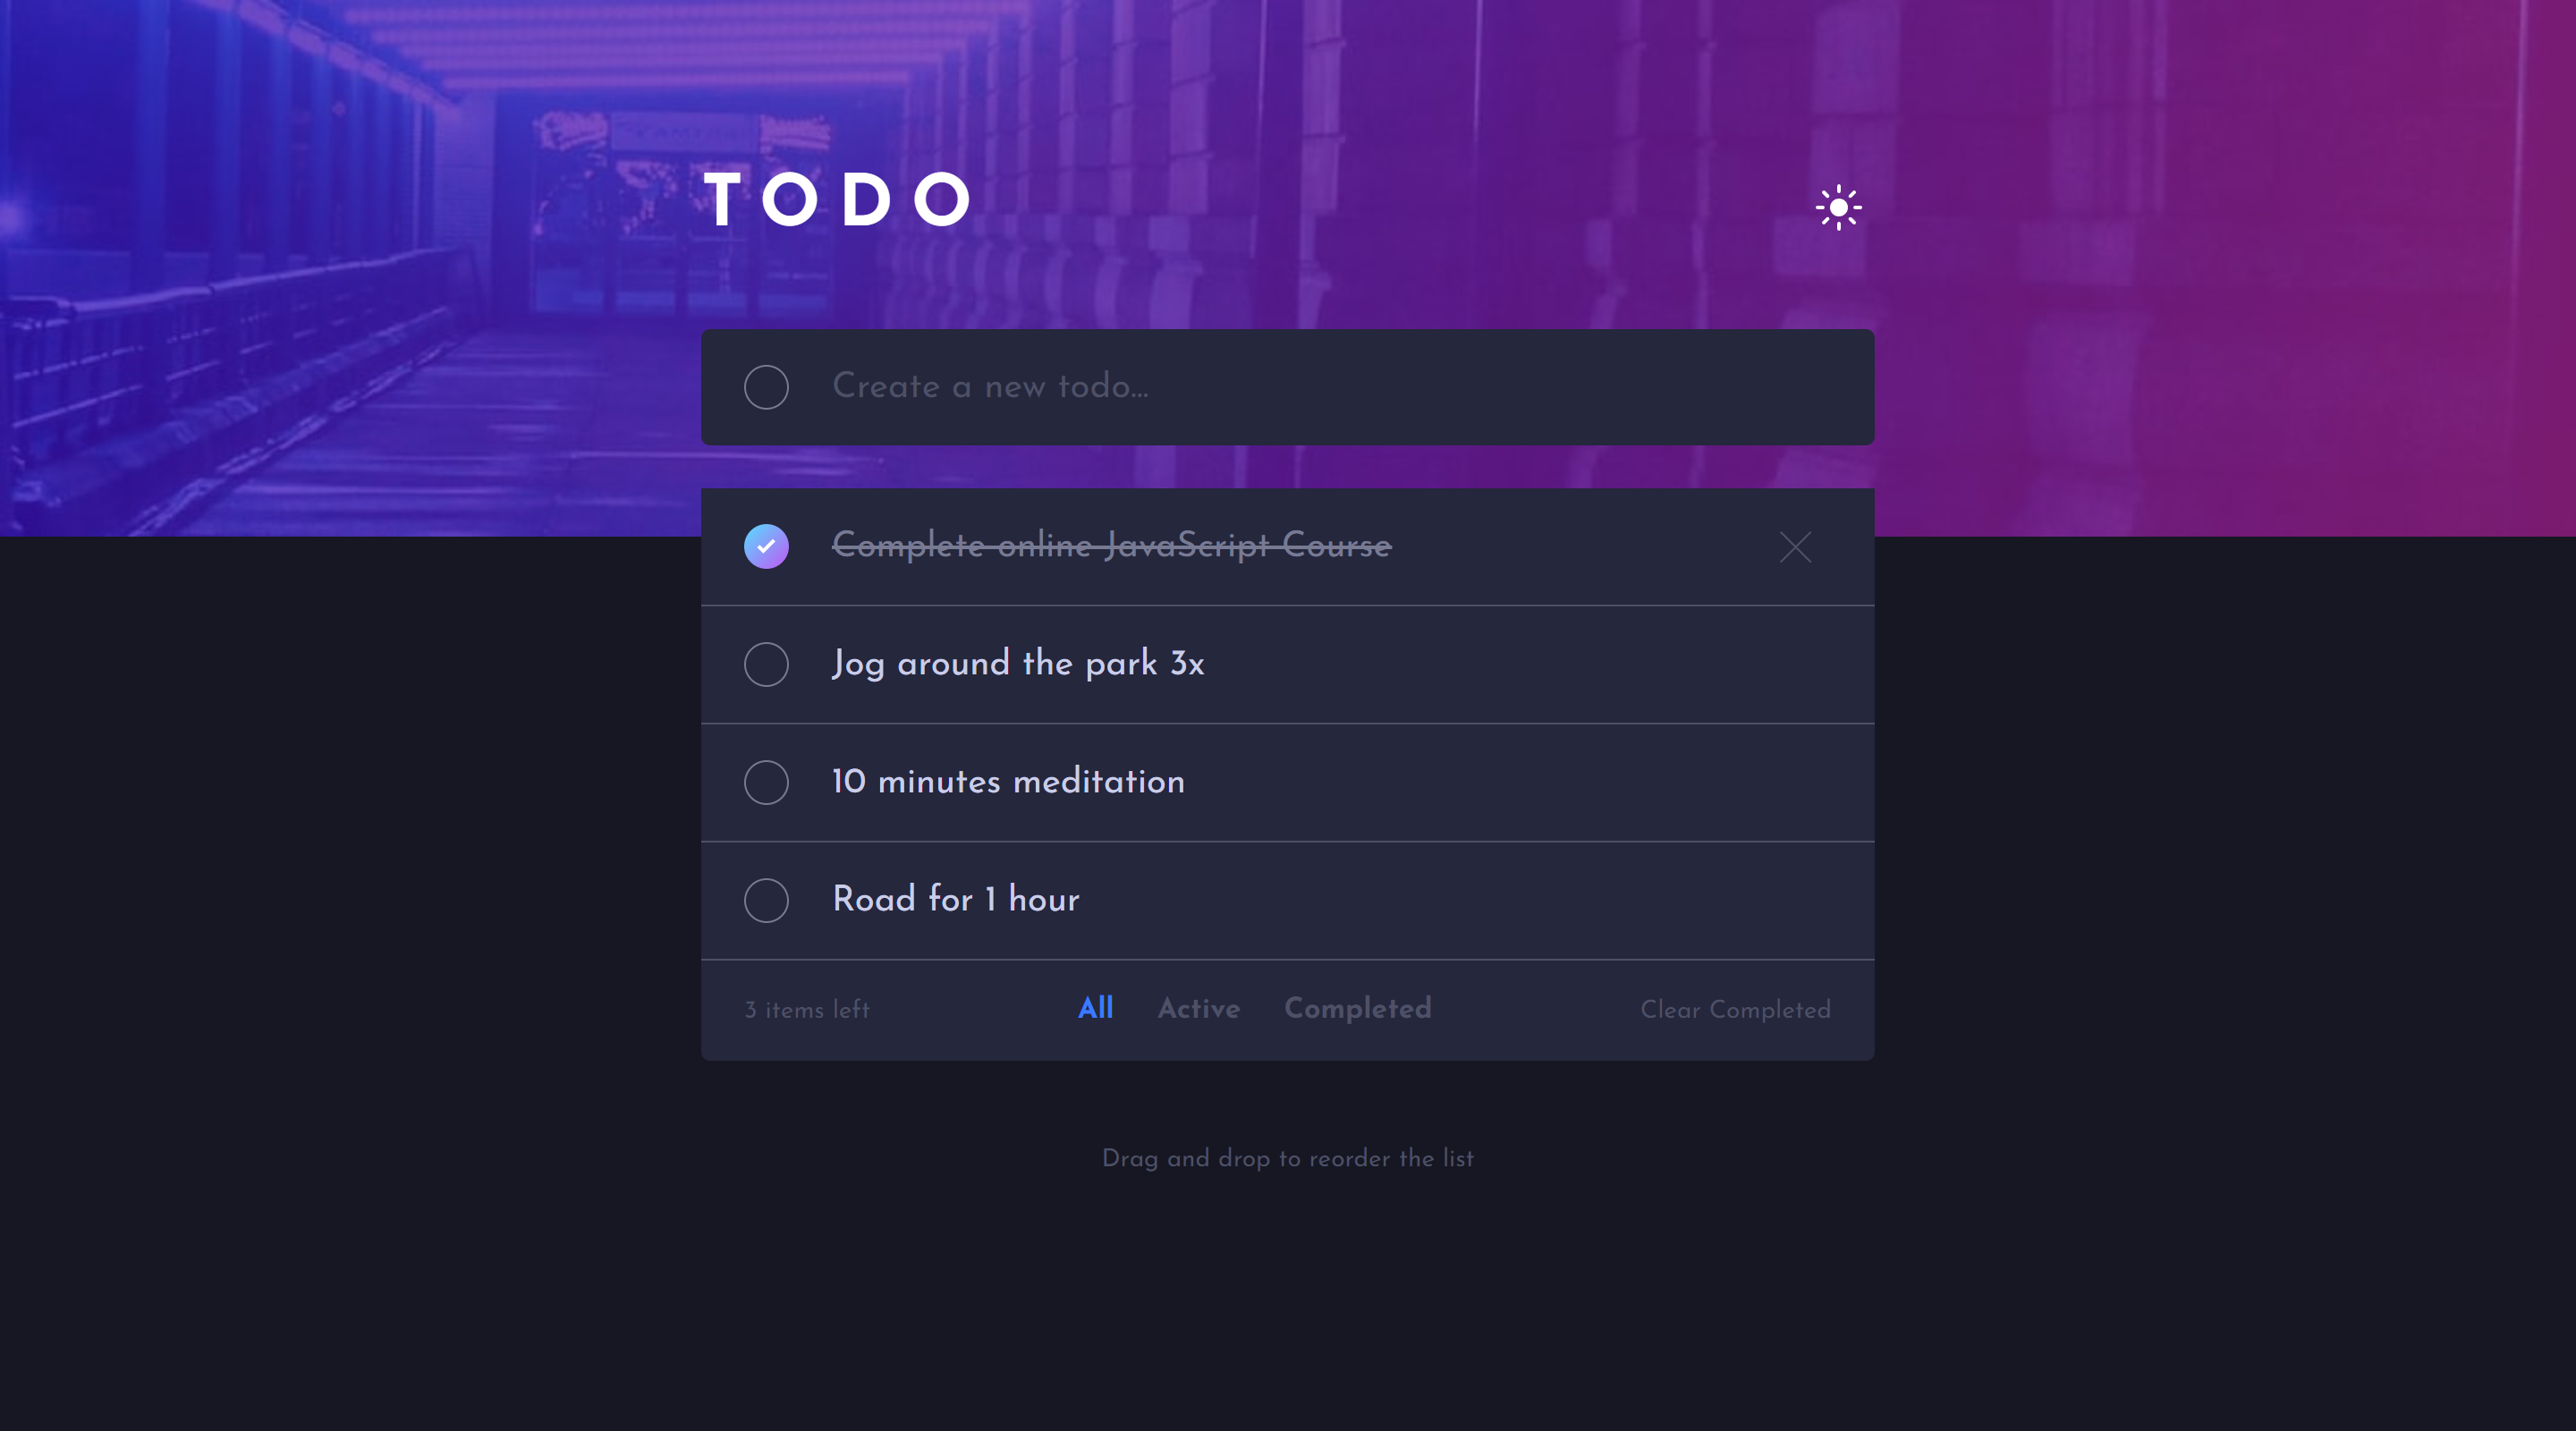 TODO
Create a new todo...
Complete online JavaScript Course
Jog around the park 3x
10 minutes meditation
Road for 1 hour
3 items left All Active Completed Clear Completed
Drag and drop to reorder the list